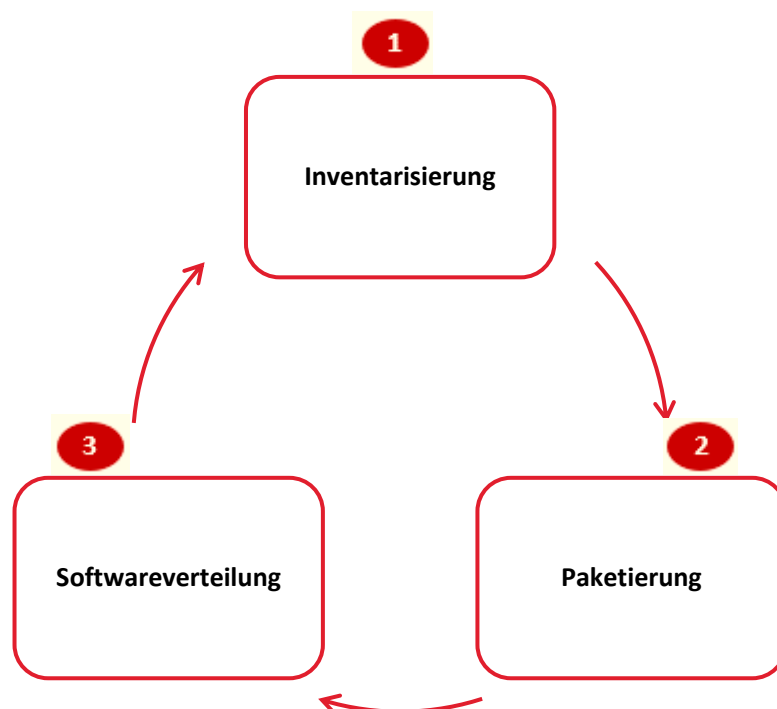 1
Inventarisierung
3
2
Softwareverteilung
Paketierung